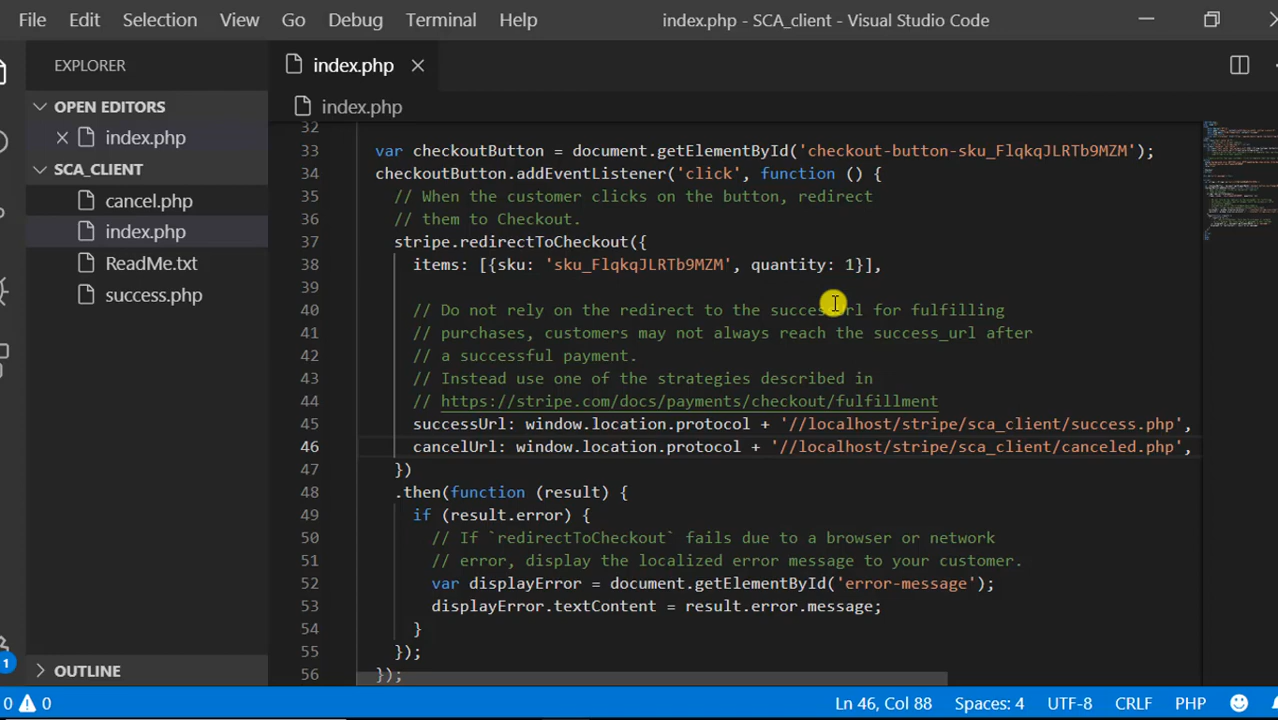 File Edit Selection View Go Debug Terminal Help index.php - SCA_client - Visual Studio Code
EXPLORER
OPEN EDITORS
index.php
SCA_CLIENT
cancel.php
index.php
ReadMe.txt
success.php
OUTLINE
index.php
index.php
32
33 var checkoutButton = document.getElementById('checkout-button-sku_FlqkqJLRTb9MZM');
34 checkoutButton.addEventListener('click', function () {
35 // When the customer clicks on the button, redirect
36 // them to Checkout.
37 stripe.redirectToCheckout({
38 items: [{sku: 'sku_FlqkqJLRTb9MZM', quantity: 1}],
39
40 // Do not rely on the redirect to the success_url for fulfilling
41 // purchases, customers may not always reach the success_url after
42 // a successful payment.
43 // Instead use one of the strategies described in
44 // https://stripe.com/docs/payments/checkout/fulfillment
45 successUrl: window.location.protocol + '//localhost/stripe/sca_client/success.php',
46 cancelUrl: window.location.protocol + '//localhost/stripe/sca_client/canceled.php',
47 })
48 .then(function (result) {
49 if (result.error) {
50 // If `redirectToCheckout` fails due to a browser or network
51 // error, display the localized error message to your customer.
52 var displayError = document.getElementById('error-message');
53 displayError.textContent = result.error.message;
54 }
55 });
56 });
1
0 0 Ln 46, Col 88 Spaces: 4 UTF-8 CRLF PHP